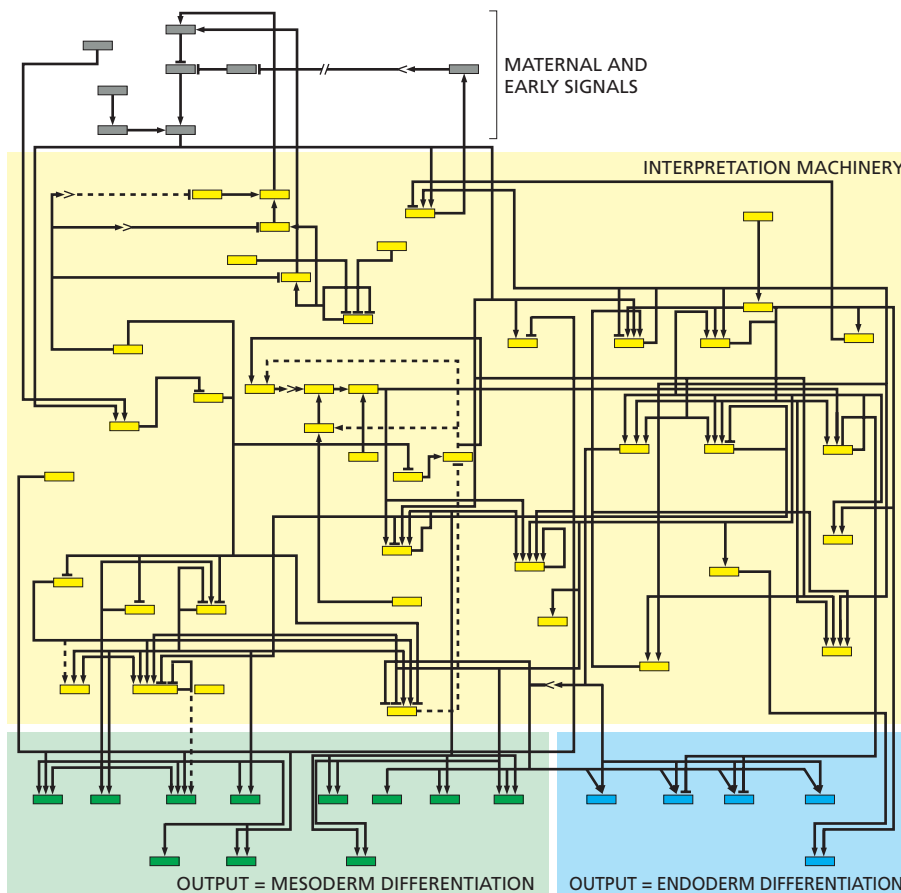 MATERNAL AND
EARLY SIGNALS
INTERPRETATION MACHINERY
OUTPUT = MESODERM DIFFERENTIATION
OUTPUT = ENDODERM DIFFERENTIATION